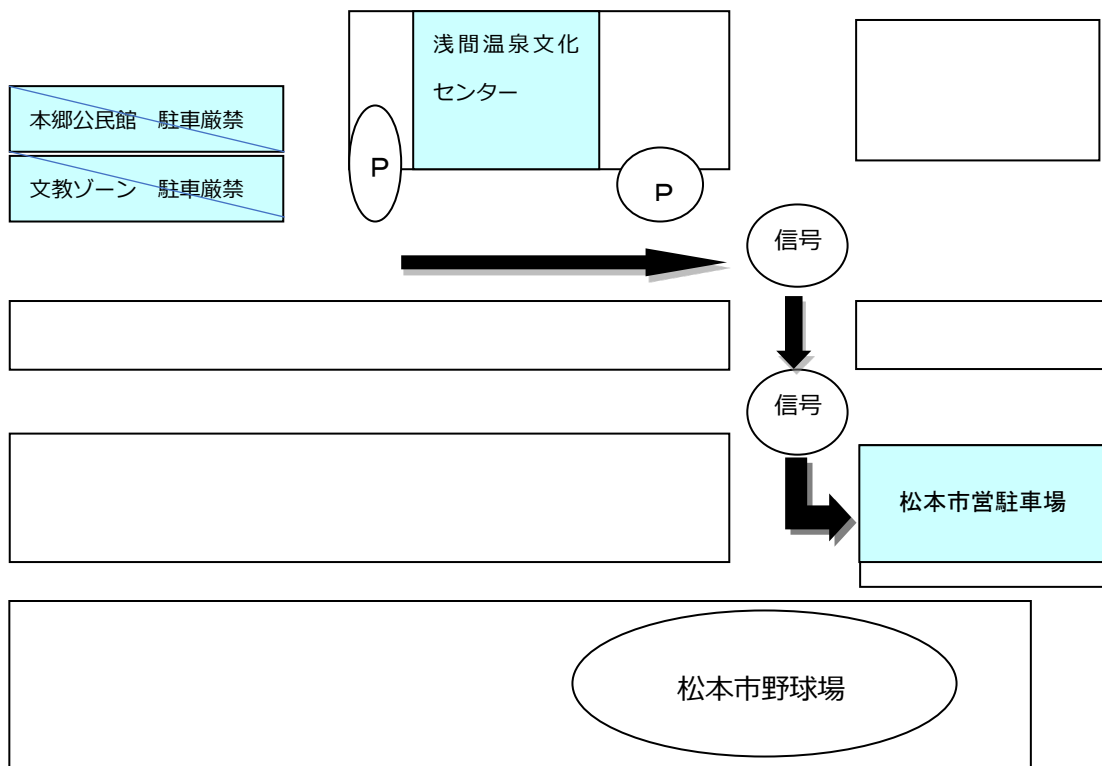 浅間温泉文化
センター
本郷公民館　駐車厳禁
文教ゾーン　駐車厳禁
P
P
信号
信号
松本市営駐車場
松本市野球場